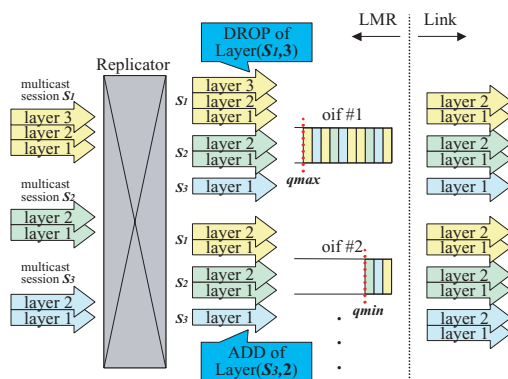 DROP of
Layer(S1,3)
LMR
Link
Replicator
multicast
session S1
layer 3
layer 2
layer 1
multicast
session S2
layer 2
layer 1
multicast
session S3
layer 2
layer 1
S1
layer 3
layer 2
layer 1
S2
layer 2
layer 1
S3
layer 1
oif #1
qmax
layer 2
layer 1
layer 2
layer 1
layer 1
S1
layer 2
layer 1
S2
layer 2
layer 1
S3
layer 1
oif #2
qmin
layer 2
layer 1
layer 2
layer 1
layer 2
layer 1
ADD of
Layer(S3,2)